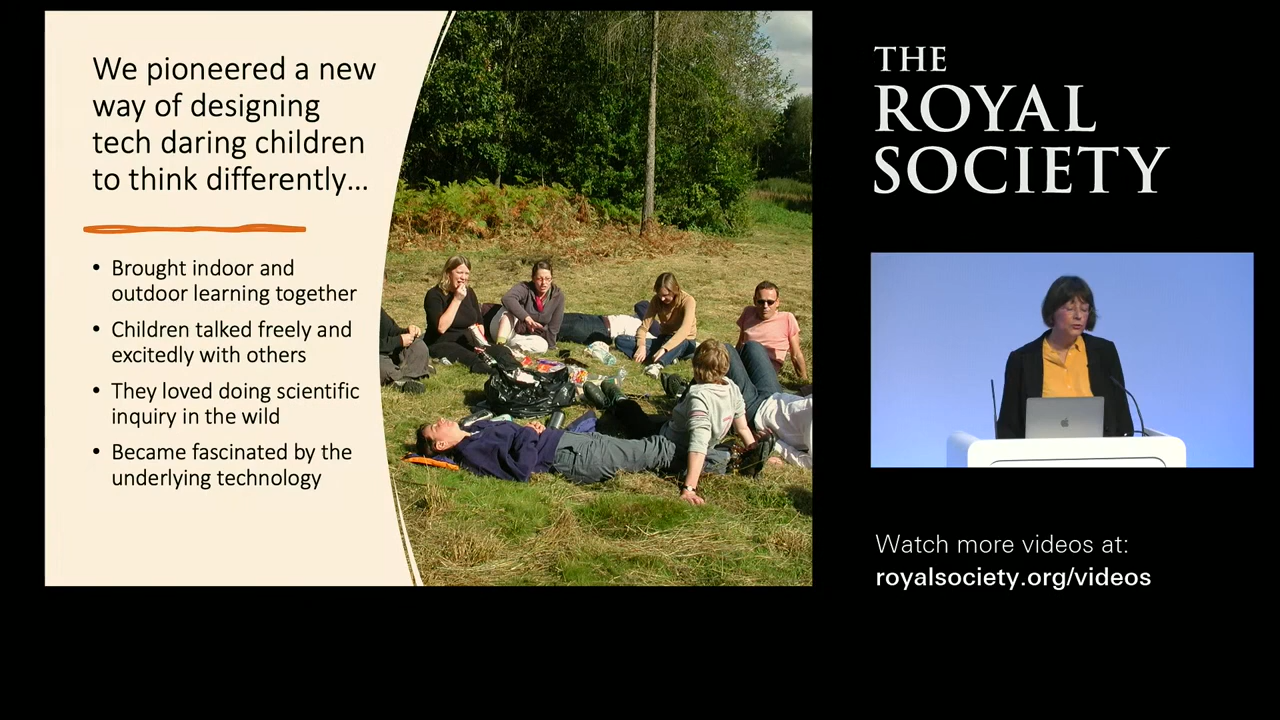 We pioneered a new
way of designing
tech daring children
to think differently...
• Brought indoor and
outdoor learning together
• Children talked freely and
excitedly with others
• They loved doing scientific
inquiry in the wild
• Became fascinated by the
underlying technology
THE
ROYAL
SOCIETY
Watch more videos at:
royalsociety.org/videos